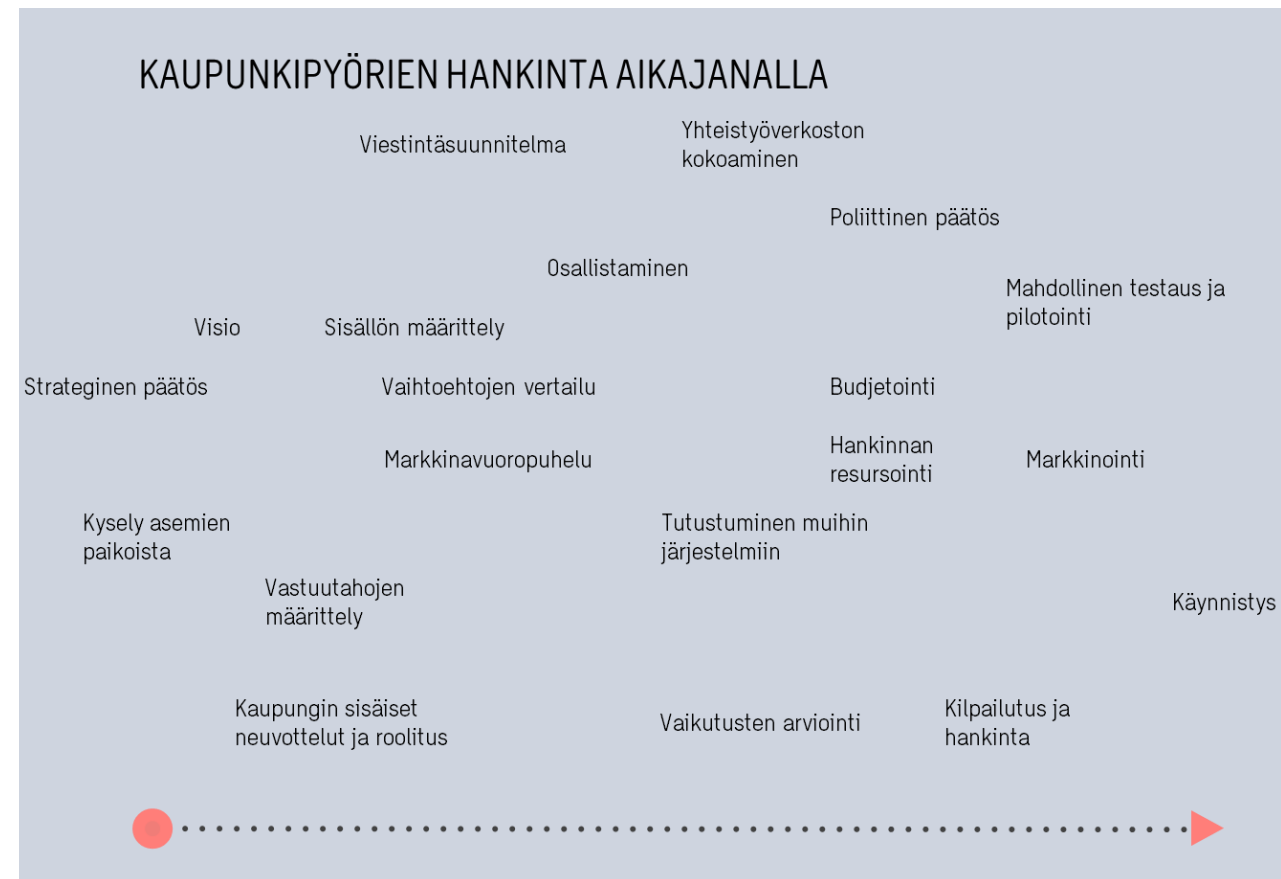 KAUPUNKIPYÖRIEN HANKINTA AIKAJANALLA
Viestintäsuunnitelma
Yhteistyöverkoston
kokoaminen
Poliittinen päätös
Osallistaminen
Mahdollinen testaus ja
pilotointi
Visio
Sisällön määrittely
Strateginen päätös
Vaihtoehtojen vertailu
Budjetointi
Markkinavuoropuhelu
Hankinnan
resursointi
Markkinointi
Kysely asemien
paikoista
Tutustuminen muihin
järjestelmiin
Vastuutahojen
määrittely
Käynnistys
Kaupungin sisäiset
neuvottelut ja roolitus
Vaikutusten arviointi
Kilpailutus ja
hankinta